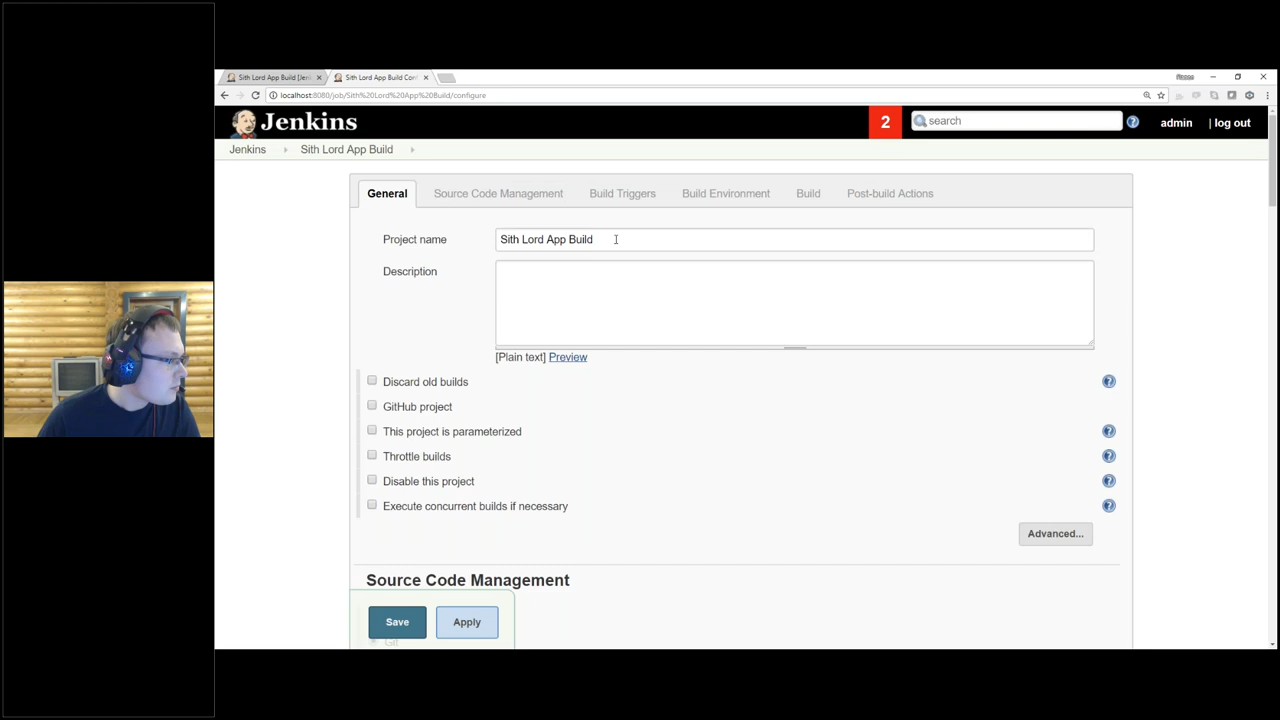 Sith Lord App Build [Jen
Sith Lord App Build Con
localhost:8080/job/Sith%20Lord%20App%20Build/configure
Jenkins
2
search
admin
| log out
Jenkins
Sith Lord App Build
General
Source Code Management
Build Triggers
Build Environment
Build
Post-build Actions
Project name
Sith Lord App Build
Description
[Plain text] Preview
Discard old builds
GitHub project
This project is parameterized
Throttle builds
Disable this project
Execute concurrent builds if necessary
Advanced...
Source Code Management
Save
Apply
Git